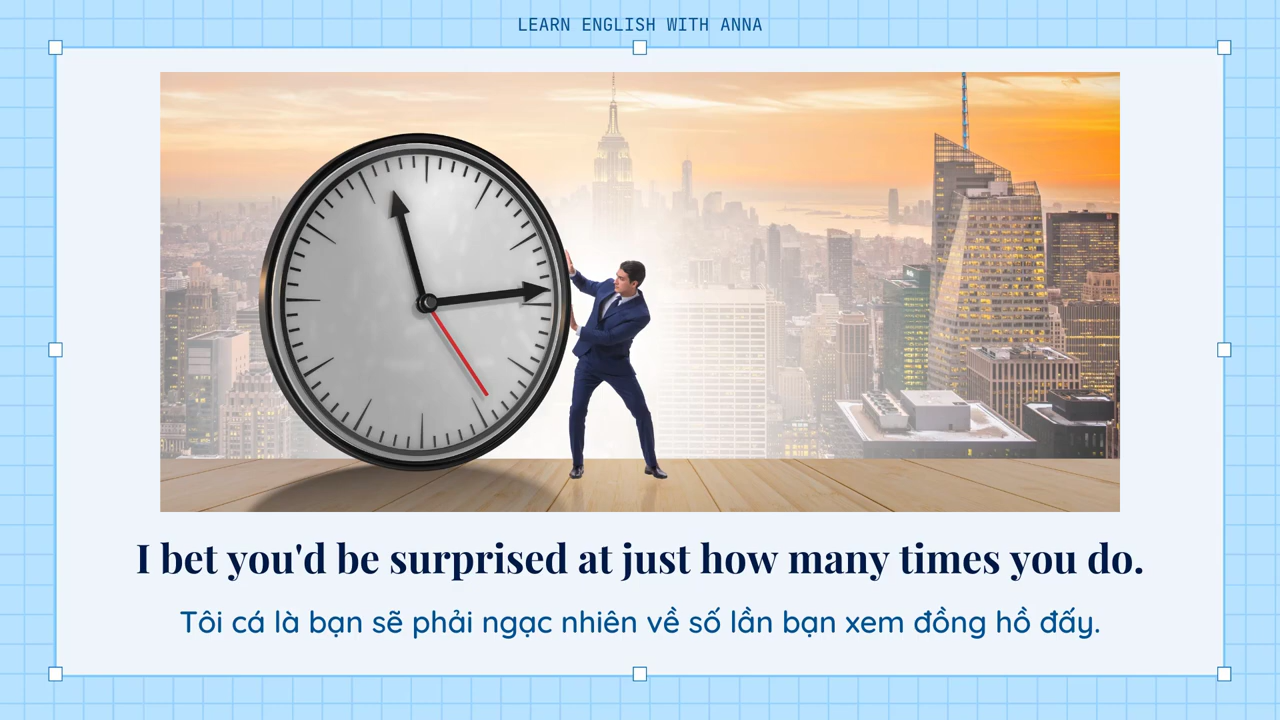 LEARN ENGLISH WITH ANNA
I bet you'd be surprised at just how many times you do.
Tôi cá là bạn sẽ phải ngạc nhiên về số lần bạn xem đồng hồ đấy.